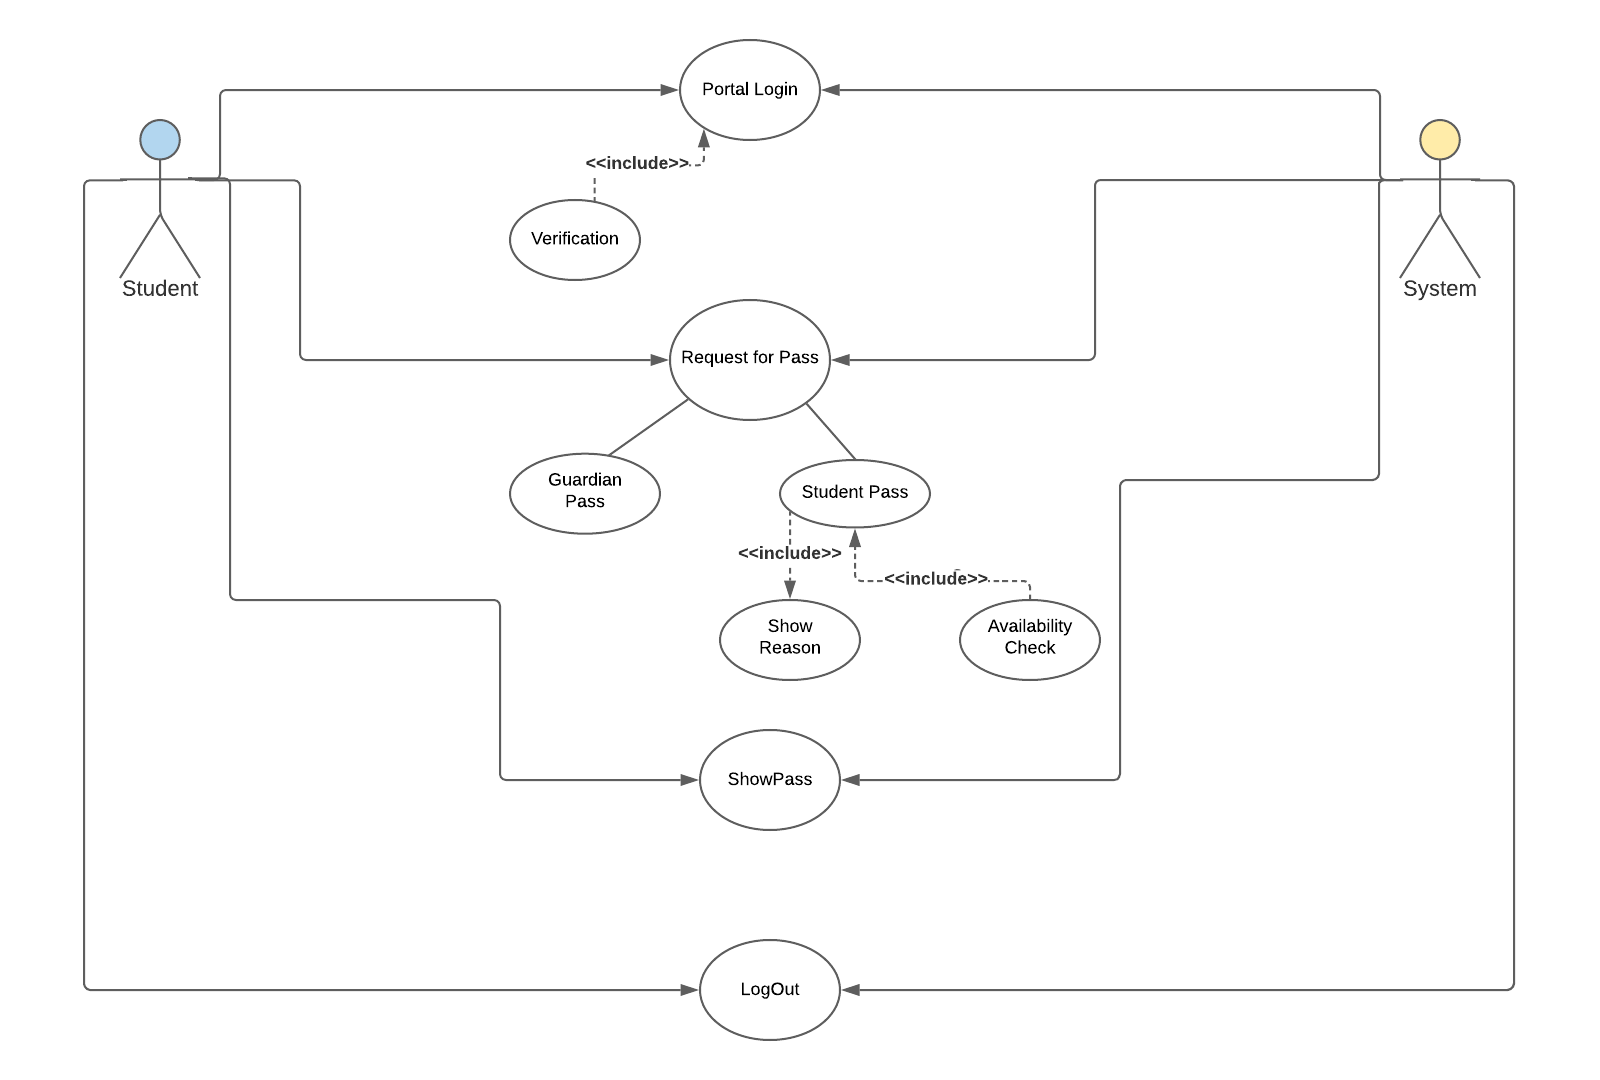 Portal Login
<<include>>
Verification
Student
System
Request for Pass
Guardian
Pass
Student Pass
<<include>>
<<include>>
Show
Reason
Availability
Check
ShowPass
LogOut